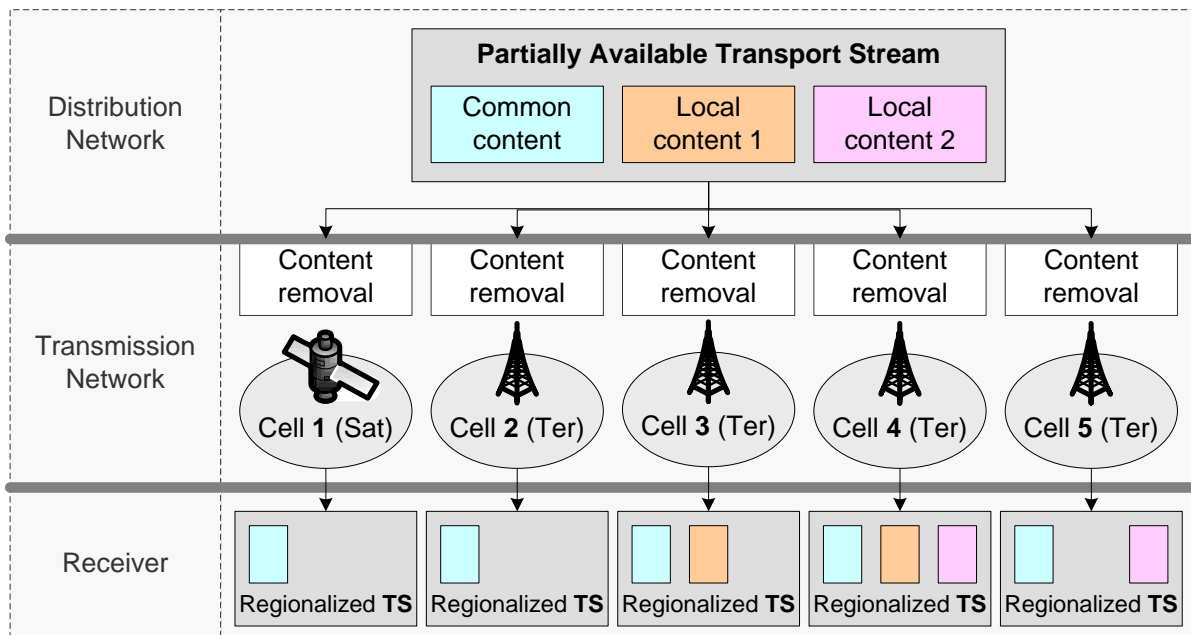 Partially Available Transport Stream
Distribution
Network
Common
content
Local
content 1
Local
content 2
Transmission
Network
Content
removal
Content
removal
Content
removal
Content
removal
Content
removal
Cell 1 (Sat)
Cell 2 (Ter)
Cell 3 (Ter)
Cell 4 (Ter)
Cell 5 (Ter)
Receiver
Regionalized TS
Regionalized TS
Regionalized TS
Regionalized TS
Regionalized TS